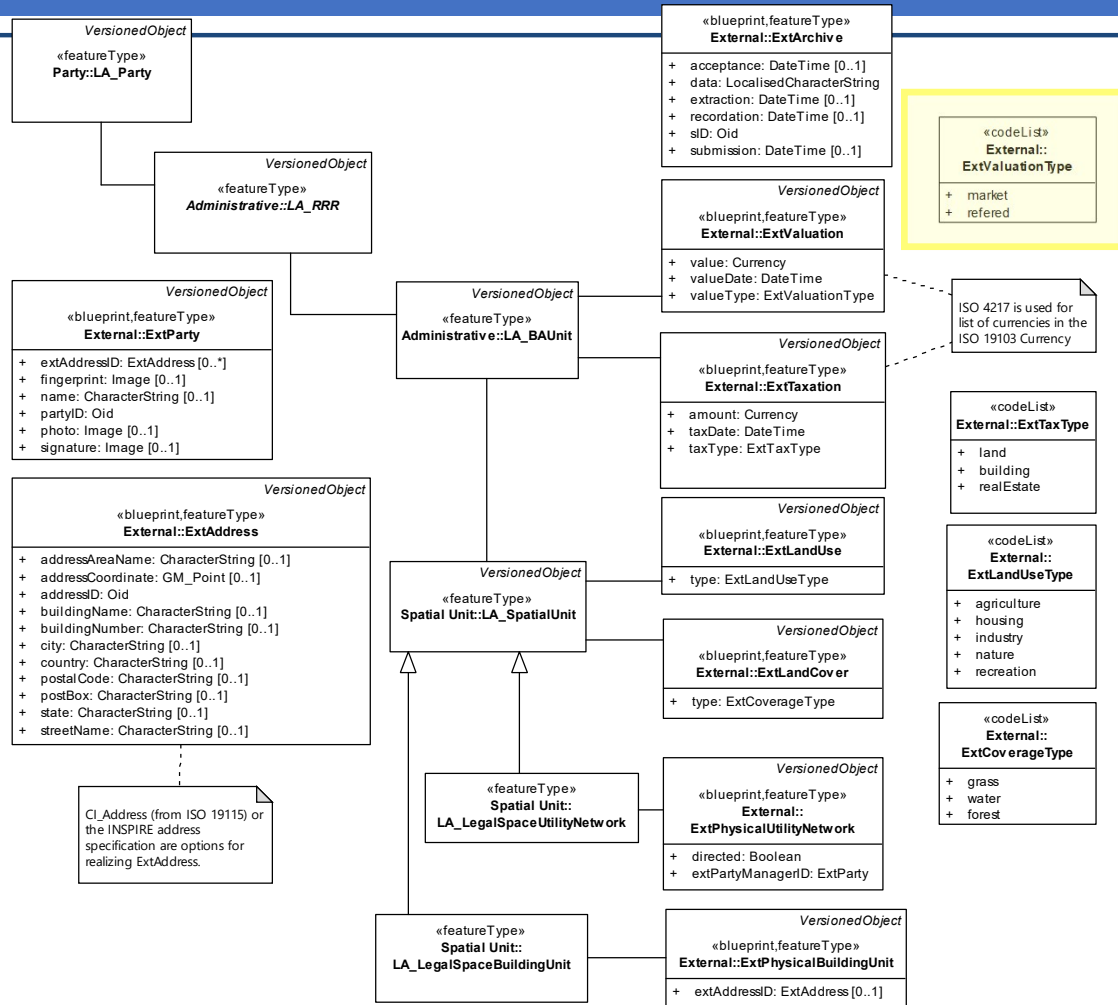 VersionedObject
«featureType»
Party::LA_Party
VersionedObject
«featureType»
Administrative::LA_RRR
VersionedObject
«blueprint,featureType»
External::ExtParty
+ extAddressID: ExtAddress [0..*]
+ fingerprint: Image [0..1]
+ name: CharacterString [0..1]
+ partyID: Oid
+ photo: Image [0..1]
+ signature: Image [0..1]
VersionedObject
«blueprint,featureType»
External::ExtAddress
+ addressAreaName: CharacterString [0..1]
+ addressCoordinate: GM_Point [0..1]
+ addressID: Oid
+ buildingName: CharacterString [0..1]
+ buildingNumber: CharacterString [0..1]
+ city: CharacterString [0..1]
+ country: CharacterString [0..1]
+ postalCode: CharacterString [0..1]
+ postBox: CharacterString [0..1]
+ state: CharacterString [0..1]
+ streetName: CharacterString [0..1]
CI_Address (from ISO 19115) or
the INSPIRE address
specification are options for
realizing ExtAddress.
VersionedObject
«featureType»
Administrative::LA_BAUnit
VersionedObject
«featureType»
Spatial Unit::LA_SpatialUnit
«featureType»
Spatial Unit::
LA_LegalSpaceUtilityNetwork
«featureType»
Spatial Unit::
LA_LegalSpaceBuildingUnit
«blueprint,featureType»
External::ExtArchive
+ acceptance: DateTime [0..1]
+ data: LocalisedCharacterString
+ extraction: DateTime [0..1]
+ recordation: DateTime [0..1]
+ sID: Oid
+ submission: DateTime [0..1]
VersionedObject
«blueprint,featureType»
External::ExtValuation
+ value: Currency
+ valueDate: DateTime
+ valueType: ExtValuationType
VersionedObject
«blueprint,featureType»
External::ExtTaxation
+ amount: Currency
+ taxDate: DateTime
+ taxType: ExtTaxType
VersionedObject
«blueprint,featureType»
External::ExtLandUse
+ type: ExtLandUseType
VersionedObject
«blueprint,featureType»
External::ExtLandCover
+ type: ExtCoverageType
VersionedObject
«blueprint,featureType»
External::
ExtPhysicalUtilityNetwork
+ directed: Boolean
+ extPartyManagerID: ExtParty
VersionedObject
«blueprint,featureType»
External::ExtPhysicalBuildingUnit
+ extAddressID: ExtAddress [0..1]
«codeList»
External::
ExtValuationType
+ market
+ refered
ISO 4217 is used for
list of currencies in the
ISO 19103 Currency
«codeList»
External::ExtTaxType
+ land
+ building
+ realEstate
«codeList»
External::
ExtLandUseType
+ agriculture
+ housing
+ industry
+ nature
+ recreation
«codeList»
External::
ExtCoverageType
+ grass
+ water
+ forest